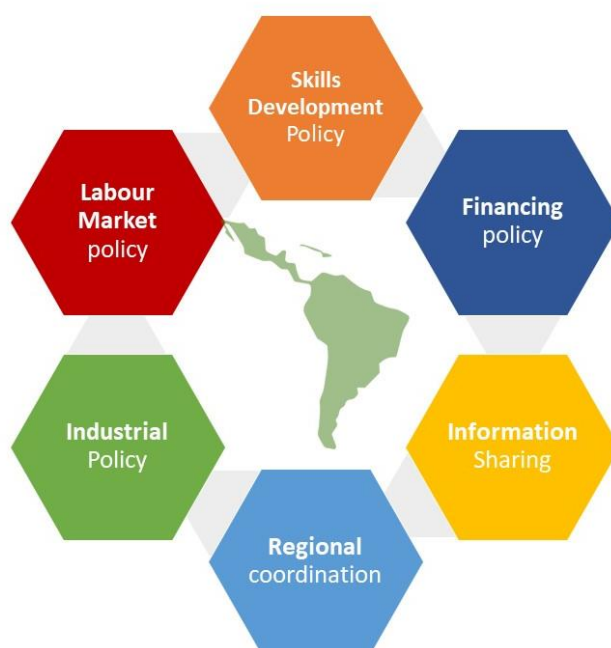 Skills
Development
Policy
Labour
Market
policy
Financing
policy
Industrial
Policy
Information
Sharing
Regional
coordination